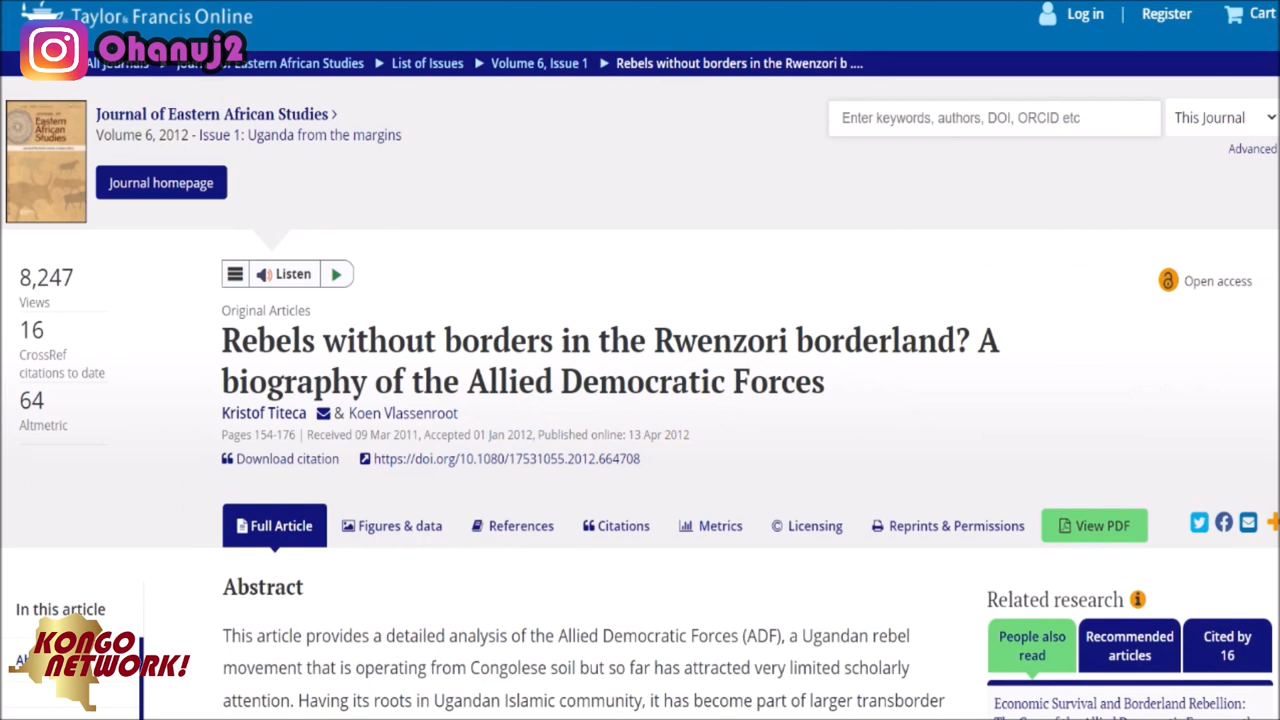 Taylor & Francis Online
Log in | Register Cart
Ohanuj2
All Journals ▶ Journal of Eastern African Studies ▶ List of Issues ▶ Volume 6, Issue 1 ▶ Rebels without borders in the Rwenzori b ....
Journal of Eastern African Studies >
Volume 6, 2012 - Issue 1: Uganda from the margins
Enter keywords, authors, DOI, ORCID etc
This Journal
Advanced
Journal of
Eastern
African
Studies
Journal homepage
8,247
Views
16
CrossRef
citations to date
64
Altmetric
Listen
Open access
Original Articles
Rebels without borders in the Rwenzori borderland? A
biography of the Allied Democratic Forces
Kristof Titeca & Koen Vlassenroot
Pages 154-176 | Received 09 Mar 2011, Accepted 01 Jan 2012, Published online: 13 Apr 2012
Download citation https://doi.org/10.1080/17531055.2012.664708
Full Article Figures & data References Citations Metrics Licensing Reprints & Permissions View PDF
Abstract
This article provides a detailed analysis of the Allied Democratic Forces (ADF), a Ugandan rebel
movement that is operating from Congolese soil but so far has attracted very limited scholarly
attention. Having its roots in Ugandan Islamic community, it has become part of larger transborder
In this article
KONGO
NETWORK!
Related research
People also
read
Recommended
articles
Cited by
16
Economic Survival and Borderland Rebellion: